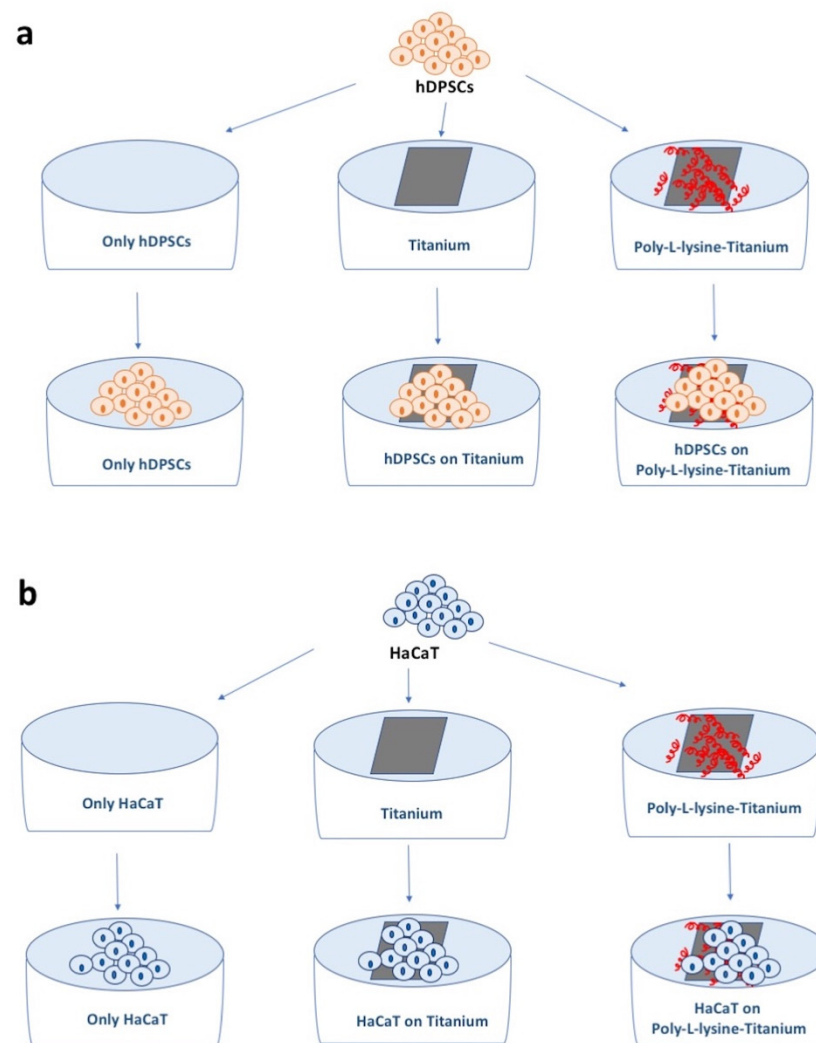 a
hDPSCs
Only hDPSCs
Titanium
Poly-L-lysine-Titanium
Only hDPSCs
hDPSCs on Titanium
hDPSCs on
Poly-L-lysine-Titanium
b
HaCaT
Only HaCaT
Titanium
Poly-L-lysine-Titanium
Only HaCaT
HaCaT on Titanium
HaCaT on
Poly-L-lysine-Titanium